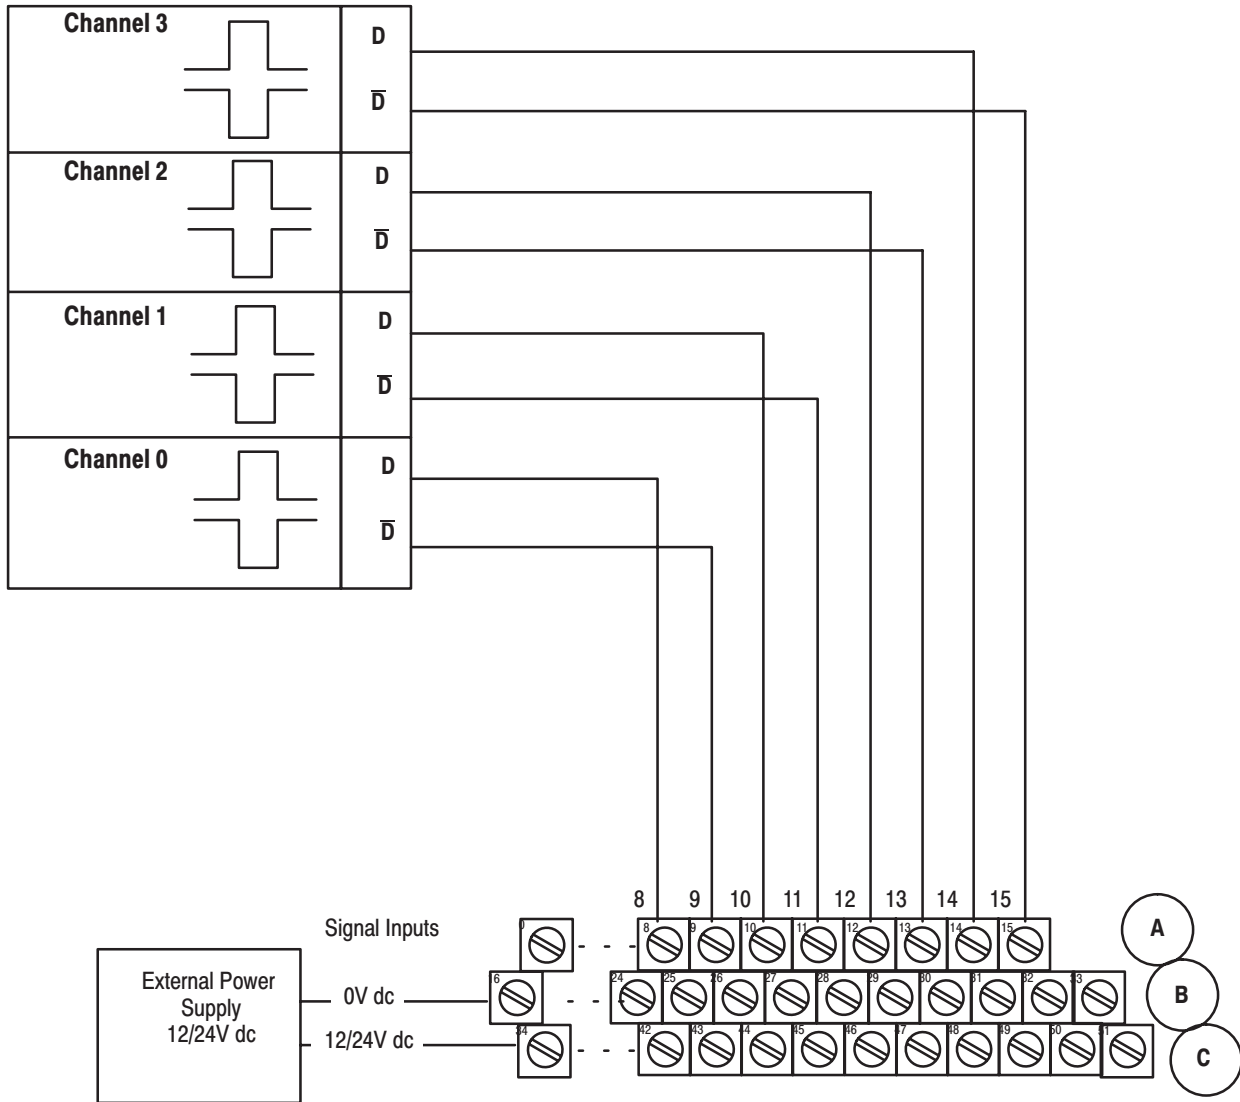 Channel 3
D
D̅
Channel 2
D
D̅
Channel 1
D
D̅
Channel 0
D
D̅
8 9 10 11 12 13 14 15
Signal Inputs
0 8 9 10 11 12 13 14 15
A
External Power
Supply
12/24V dc
0V dc
16 24 25 26 27 28 29 30 31 32 33
B
12/24V dc
34 42 43 44 45 46 47 48 49 50 51
C